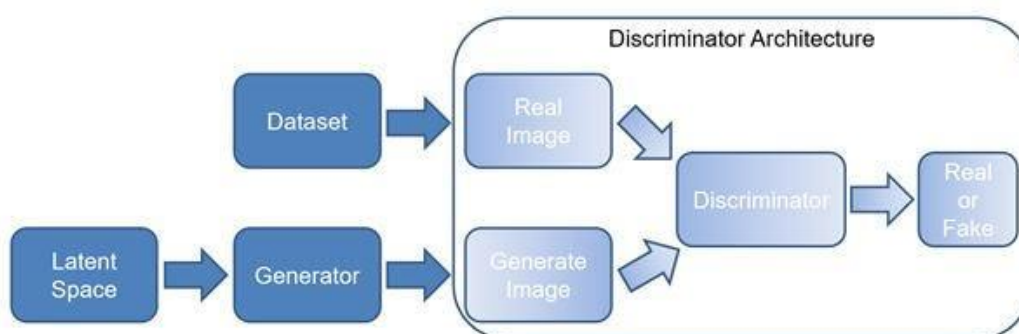 Discriminator Architecture
Dataset
Real
Image
Discriminator
Real
or
Fake
Latent
Space
Generator
Generate
Image